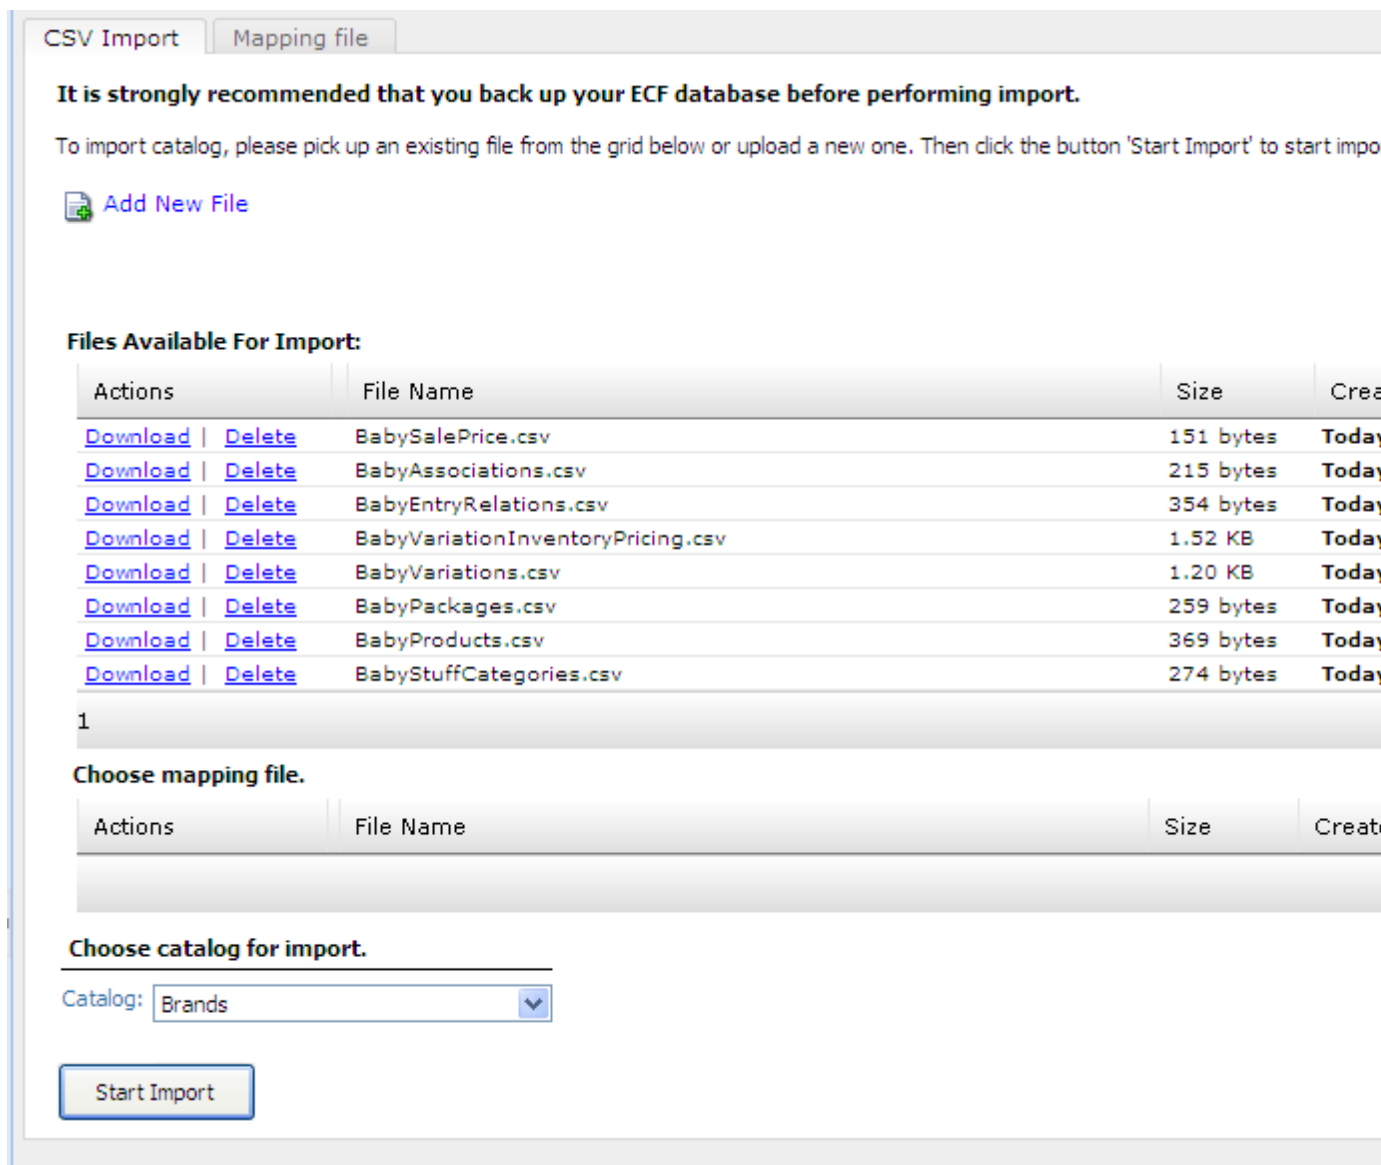 CSV Import Mapping file
It is strongly recommended that you back up your ECF database before performing import.
To import catalog, please pick up an existing file from the grid below or upload a new one. Then click the button 'Start Import' to start impo
Add New File
Files Available For Import:
Actions File Name Size Crea
Download | Delete BabySalePrice.csv 151 bytes Today
Download | Delete BabyAssociations.csv 215 bytes Today
Download | Delete BabyEntryRelations.csv 354 bytes Today
Download | Delete BabyVariationInventoryPricing.csv 1.52 KB Today
Download | Delete BabyVariations.csv 1.20 KB Today
Download | Delete BabyPackages.csv 259 bytes Today
Download | Delete BabyProducts.csv 369 bytes Today
Download | Delete BabyStuffCategories.csv 274 bytes Today
1
Choose mapping file.
Actions File Name Size Create
Choose catalog for import.
Catalog: Brands
Start Import